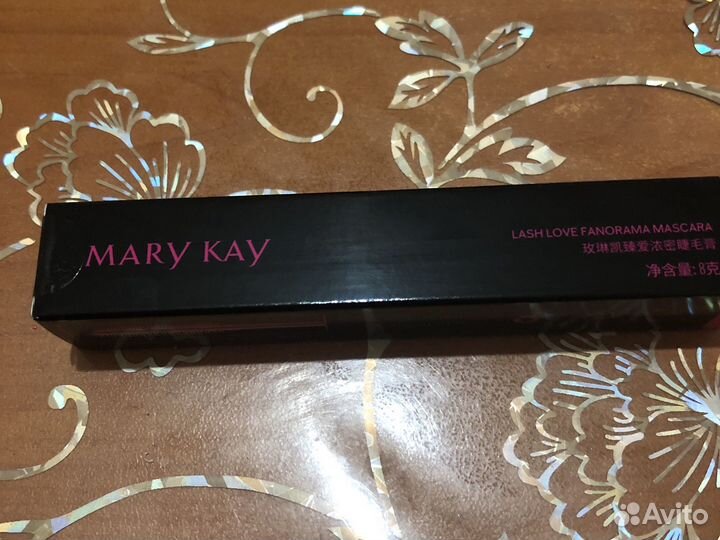 MARY KAY
LASH LOVE FANORAMA MASCARA
玫琳凯臻爱浓密睫毛膏
净含量: 8克
Avito